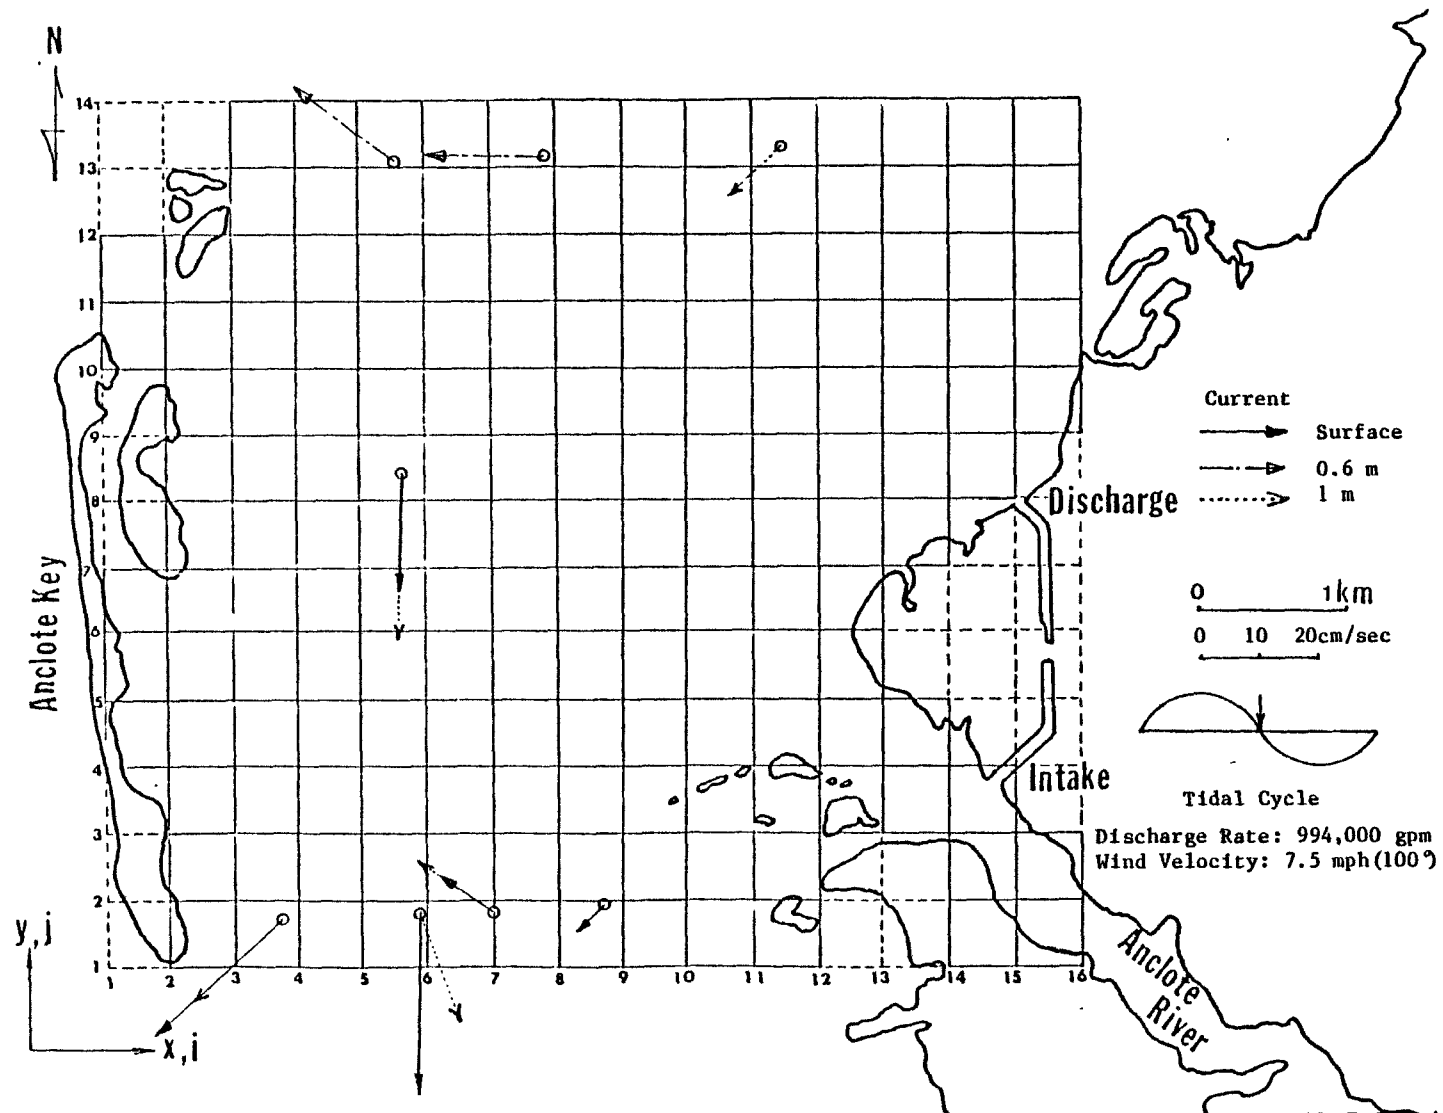 N
14
13
12
11
10
9
8
7
6
5
4
3
2
1
1 2 3 4 5 6 7 8 9 10 11 12 13 14 15 16
Anclote Key
y,j
x,i
Current
Surface
0.6 m
1 m
Discharge
0 1km
0 10 20cm/sec
Intake
Tidal Cycle
Discharge Rate: 994,000 gpm
Wind Velocity: 7.5 mph(100°)
Anclote
River